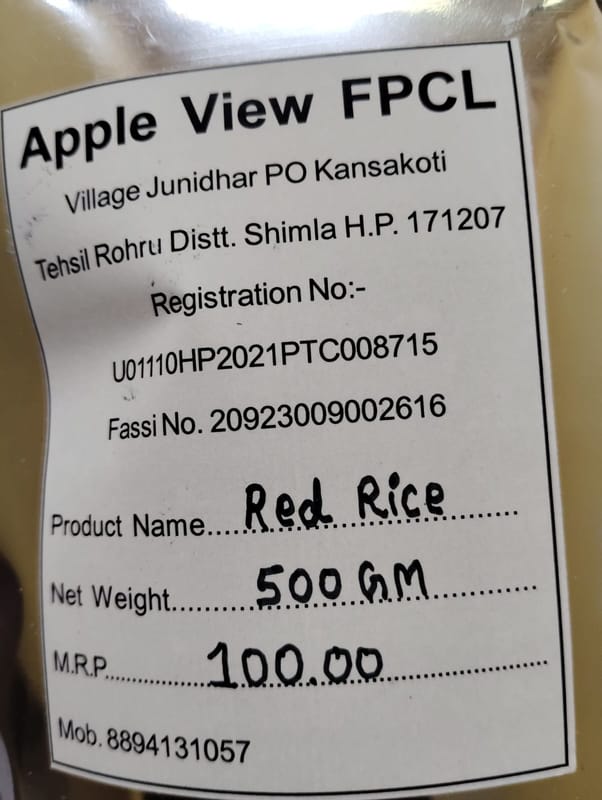 Apple View FPCL
Village Junidhar PO Kansakoti
Tehsil Rohru Distt. Shimla H.P. 171207
Registration No:-
U01110HP2021PTC008715
Fassi No. 20923009002616
Product Name.... Red Rice
Net Weight.... 500 GM
M.R.P.... 100.00
Mob. 8894131057